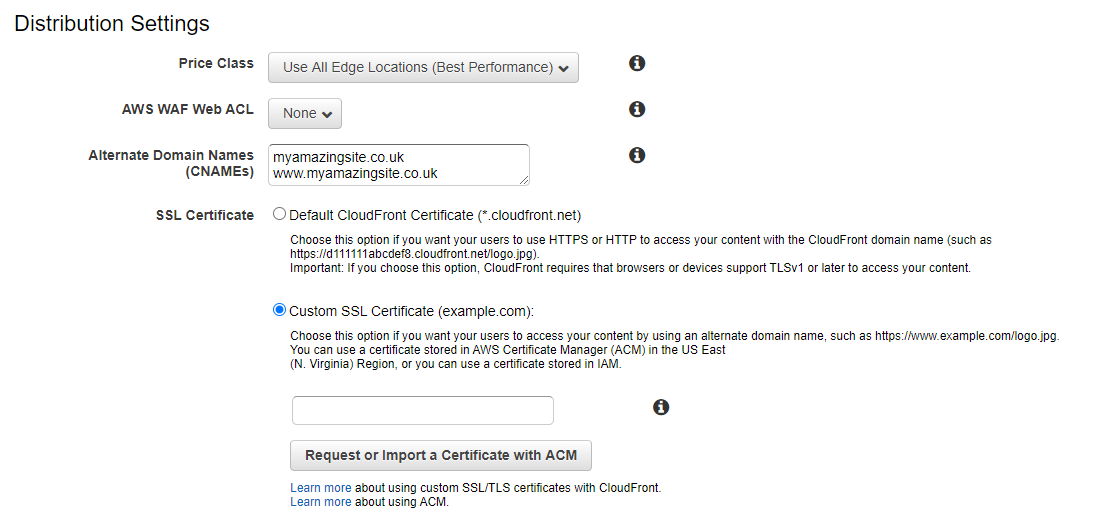 Distribution Settings
Price Class
Use All Edge Locations (Best Performance)
AWS WAF Web ACL
None
Alternate Domain Names
(CNAMEs)
myamazingsite.co.uk
www.myamazingsite.co.uk
SSL Certificate
Default CloudFront Certificate (*.cloudfront.net)
Choose this option if you want your users to use HTTPS or HTTP to access your content with the CloudFront domain name (such as
https://d111111abcdef8.cloudfront.net/logo.jpg).
Important: If you choose this option, CloudFront requires that browsers or devices support TLSv1 or later to access your content.
Custom SSL Certificate (example.com):
Choose this option if you want your users to access your content by using an alternate domain name, such as https://www.example.com/logo.jpg.
You can use a certificate stored in AWS Certificate Manager (ACM) in the US East
(N. Virginia) Region, or you can use a certificate stored in IAM.
Request or Import a Certificate with ACM
Learn more about using custom SSL/TLS certificates with CloudFront.
Learn more about using ACM.